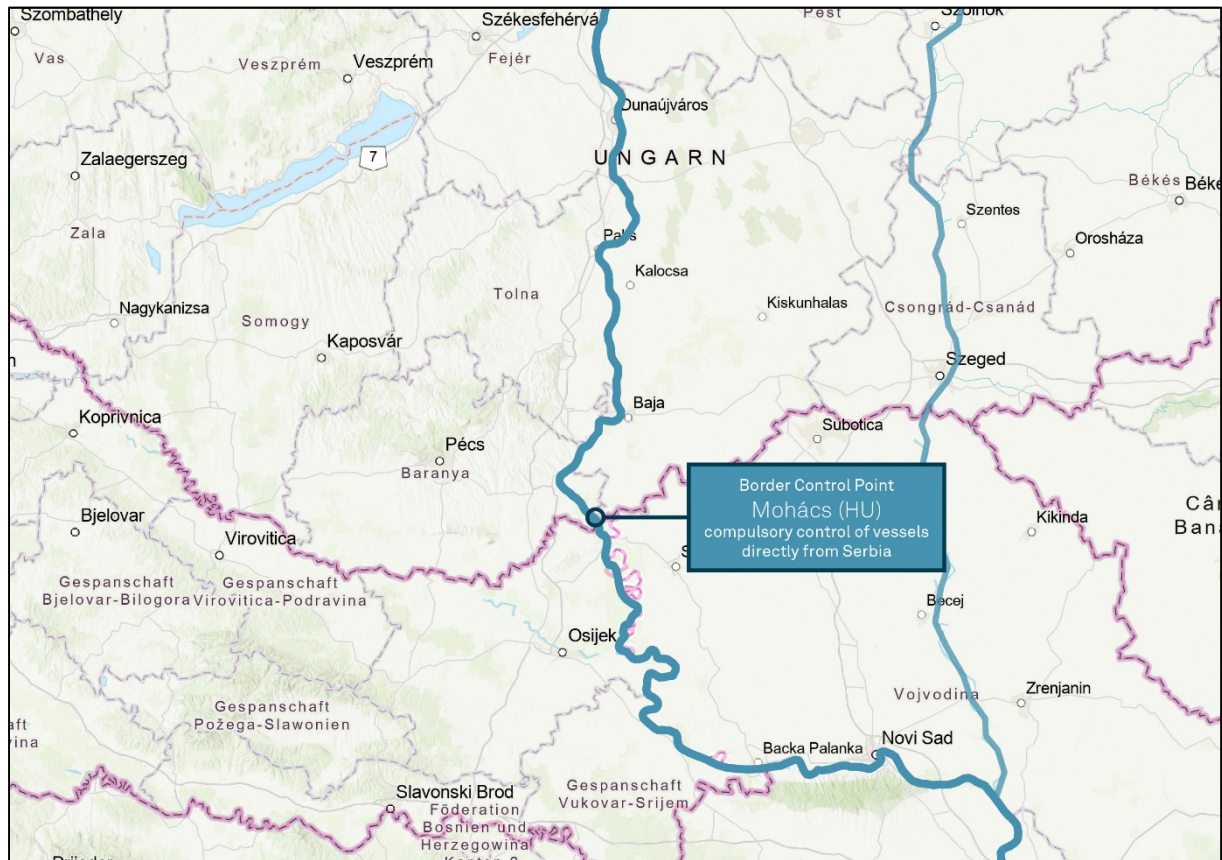 Szombathely
Székesfehérvá
Pest
Vas
Veszprém
Veszprém
Fejér
Dunaújváros
7
UNGARN
Zalaegerszeg
Békés
Béké
Zala
Szentes
Orosháza
Paks
Kalocsa
Tolna
Kiskunhalas
Csongrád-Csanád
Nagykanizsa
Somogy
Kaposvár
Szeged
Baja
Koprivnica
Subotica
Pécs
Baranya
Border Control Point
Mohács (HU)
compulsory control of vessels
directly from Serbia
Bjelovar
Virovitica
Kikinda
Bana
Gespanschaft
Bjelovar-Bilogora
Gespanschaft
Virovitica-Podravina
Becej
Osijek
Vojvodina
Zrenjanin
Gespanschaft
Požega-Slawonien
Backa Palanka
Novi Sad
Gespanschaft
Vukovar-Srijem
Slavonski Brod
Föderation
Bosnien und
Herzegowina